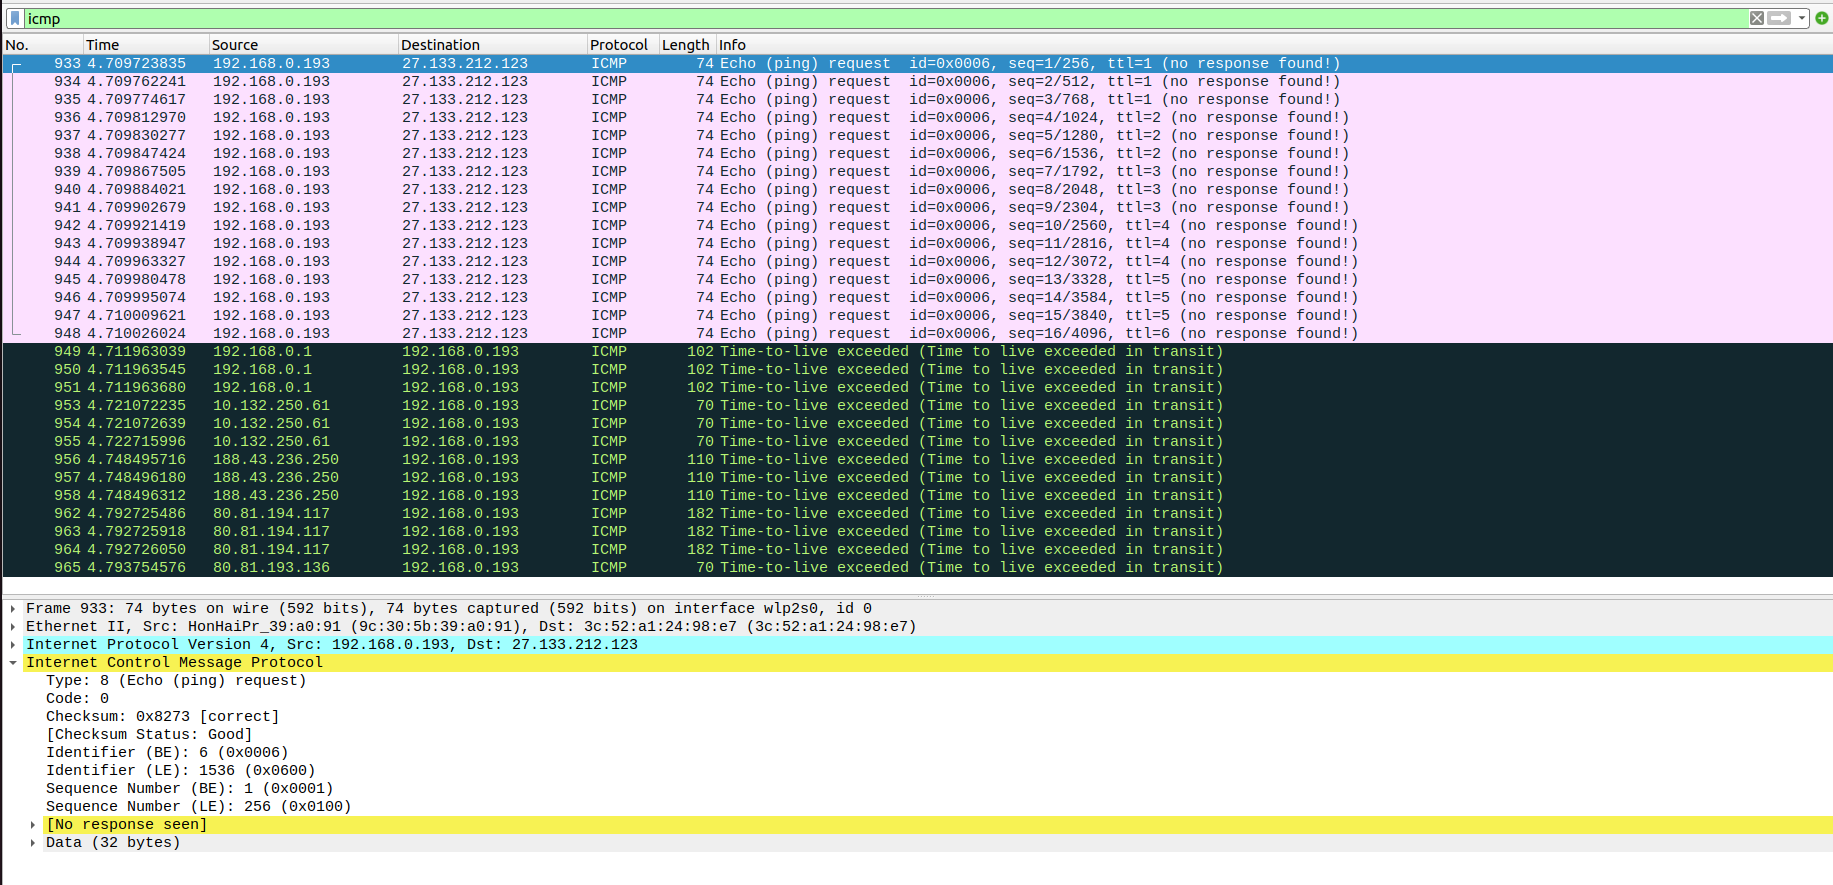 icmp
No. Time Source Destination Protocol Length Info
933 4.709723835 192.168.0.193 27.133.212.123 ICMP 74 Echo (ping) request id=0x0006, seq=1/256, ttl=1 (no response found!)
934 4.709762241 192.168.0.193 27.133.212.123 ICMP 74 Echo (ping) request id=0x0006, seq=2/512, ttl=1 (no response found!)
935 4.709774617 192.168.0.193 27.133.212.123 ICMP 74 Echo (ping) request id=0x0006, seq=3/768, ttl=1 (no response found!)
936 4.709812970 192.168.0.193 27.133.212.123 ICMP 74 Echo (ping) request id=0x0006, seq=4/1024, ttl=2 (no response found!)
937 4.709830277 192.168.0.193 27.133.212.123 ICMP 74 Echo (ping) request id=0x0006, seq=5/1280, ttl=2 (no response found!)
938 4.709847424 192.168.0.193 27.133.212.123 ICMP 74 Echo (ping) request id=0x0006, seq=6/1536, ttl=2 (no response found!)
939 4.709867505 192.168.0.193 27.133.212.123 ICMP 74 Echo (ping) request id=0x0006, seq=7/1792, ttl=3 (no response found!)
940 4.709884021 192.168.0.193 27.133.212.123 ICMP 74 Echo (ping) request id=0x0006, seq=8/2048, ttl=3 (no response found!)
941 4.709902679 192.168.0.193 27.133.212.123 ICMP 74 Echo (ping) request id=0x0006, seq=9/2304, ttl=3 (no response found!)
942 4.709921419 192.168.0.193 27.133.212.123 ICMP 74 Echo (ping) request id=0x0006, seq=10/2560, ttl=4 (no response found!)
943 4.709938947 192.168.0.193 27.133.212.123 ICMP 74 Echo (ping) request id=0x0006, seq=11/2816, ttl=4 (no response found!)
944 4.709963327 192.168.0.193 27.133.212.123 ICMP 74 Echo (ping) request id=0x0006, seq=12/3072, ttl=4 (no response found!)
945 4.709980478 192.168.0.193 27.133.212.123 ICMP 74 Echo (ping) request id=0x0006, seq=13/3328, ttl=5 (no response found!)
946 4.709995074 192.168.0.193 27.133.212.123 ICMP 74 Echo (ping) request id=0x0006, seq=14/3584, ttl=5 (no response found!)
947 4.710009621 192.168.0.193 27.133.212.123 ICMP 74 Echo (ping) request id=0x0006, seq=15/3840, ttl=5 (no response found!)
948 4.710026024 192.168.0.193 27.133.212.123 ICMP 74 Echo (ping) request id=0x0006, seq=16/4096, ttl=6 (no response found!)
949 4.711963039 192.168.0.1 192.168.0.193 ICMP 102 Time-to-live exceeded (Time to live exceeded in transit)
950 4.711963545 192.168.0.1 192.168.0.193 ICMP 102 Time-to-live exceeded (Time to live exceeded in transit)
951 4.711963680 192.168.0.1 192.168.0.193 ICMP 102 Time-to-live exceeded (Time to live exceeded in transit)
953 4.721072235 10.132.250.61 192.168.0.193 ICMP 70 Time-to-live exceeded (Time to live exceeded in transit)
954 4.721072639 10.132.250.61 192.168.0.193 ICMP 70 Time-to-live exceeded (Time to live exceeded in transit)
955 4.722715996 10.132.250.61 192.168.0.193 ICMP 70 Time-to-live exceeded (Time to live exceeded in transit)
956 4.748495716 188.43.236.250 192.168.0.193 ICMP 110 Time-to-live exceeded (Time to live exceeded in transit)
957 4.748496180 188.43.236.250 192.168.0.193 ICMP 110 Time-to-live exceeded (Time to live exceeded in transit)
958 4.748496312 188.43.236.250 192.168.0.193 ICMP 110 Time-to-live exceeded (Time to live exceeded in transit)
962 4.792725486 80.81.194.117 192.168.0.193 ICMP 182 Time-to-live exceeded (Time to live exceeded in transit)
963 4.792725918 80.81.194.117 192.168.0.193 ICMP 182 Time-to-live exceeded (Time to live exceeded in transit)
964 4.792726050 80.81.194.117 192.168.0.193 ICMP 182 Time-to-live exceeded (Time to live exceeded in transit)
965 4.793754576 80.81.193.136 192.168.0.193 ICMP 70 Time-to-live exceeded (Time to live exceeded in transit)
Frame 933: 74 bytes on wire (592 bits), 74 bytes captured (592 bits) on interface wlp2s0, id 0
Ethernet II, Src: HonHaiPr_39:a0:91 (9c:30:5b:39:a0:91), Dst: 3c:52:a1:24:98:e7 (3c:52:a1:24:98:e7)
Internet Protocol Version 4, Src: 192.168.0.193, Dst: 27.133.212.123
Internet Control Message Protocol
Type: 8 (Echo (ping) request)
Code: 0
Checksum: 0x8273 [correct]
[Checksum Status: Good]
Identifier (BE): 6 (0x0006)
Identifier (LE): 1536 (0x0600)
Sequence Number (BE): 1 (0x0001)
Sequence Number (LE): 256 (0x0100)
[No response seen]
Data (32 bytes)